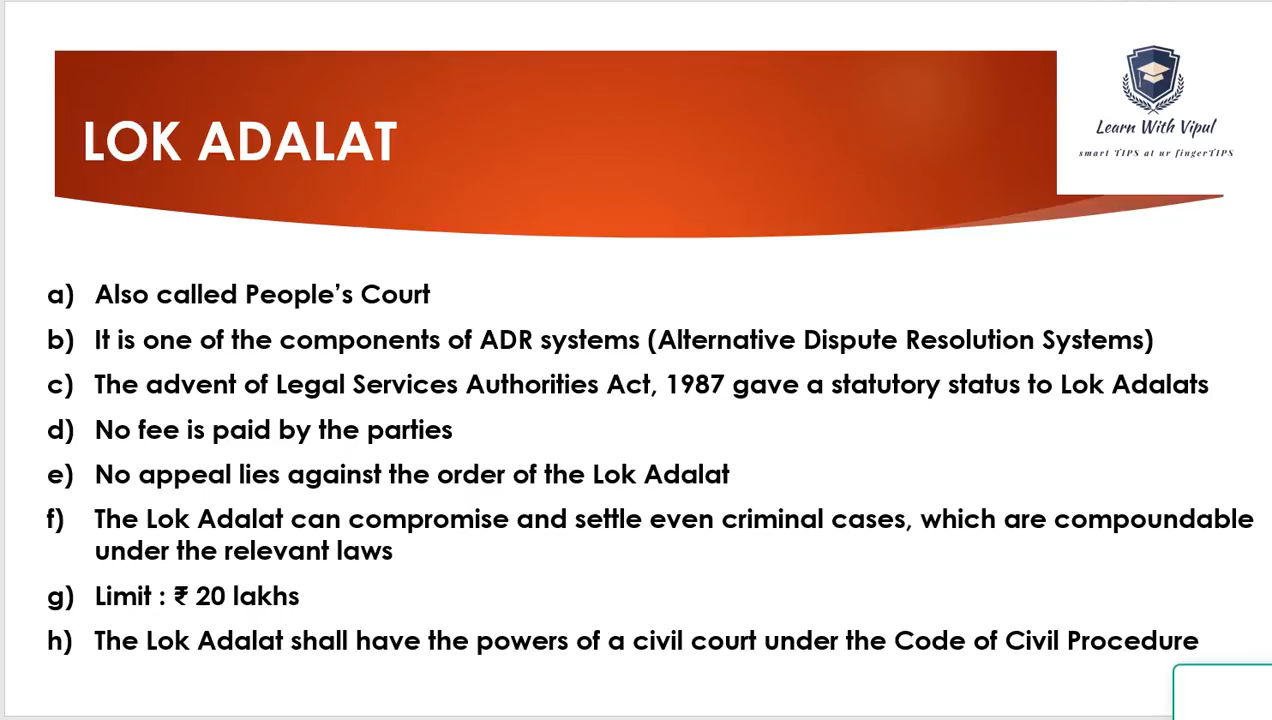 LOK ADALAT
Learn With Vipul
smart TIPS at ur fingerTIPS
a) Also called People's Court
b) It is one of the components of ADR systems (Alternative Dispute Resolution Systems)
c) The advent of Legal Services Authorities Act, 1987 gave a statutory status to Lok Adalats
d) No fee is paid by the parties
e) No appeal lies against the order of the Lok Adalat
f) The Lok Adalat can compromise and settle even criminal cases, which are compoundable
under the relevant laws
g) Limit : ₹ 20 lakhs
h) The Lok Adalat shall have the powers of a civil court under the Code of Civil Procedure